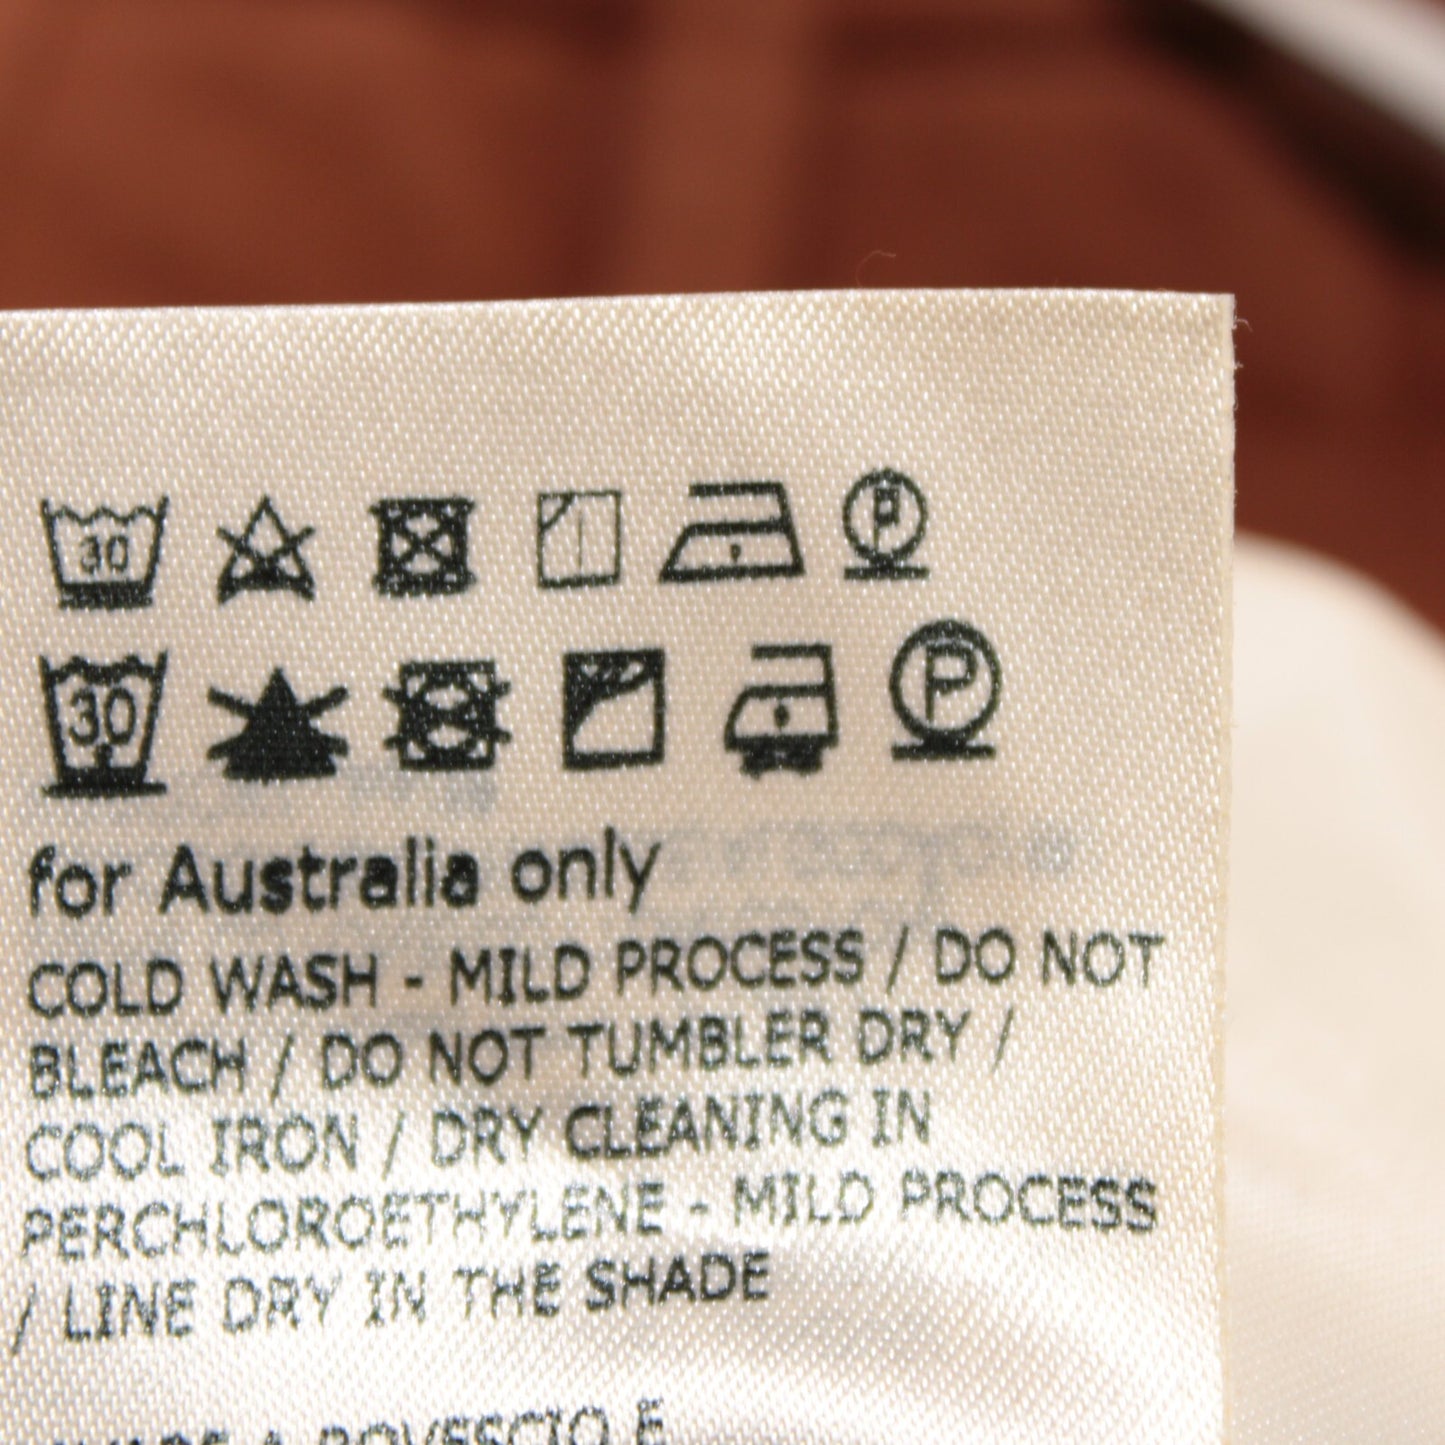 30 P
30 P
for Australia only
COLD WASH - MILD PROCESS / DO NOT
BLEACH / DO NOT TUMBLER DRY /
COOL IRON / DRY CLEANING IN
PERCHLOROETHYLENE - MILD PROCESS
/ LINE DRY IN THE SHADE
A ROVESCIO E